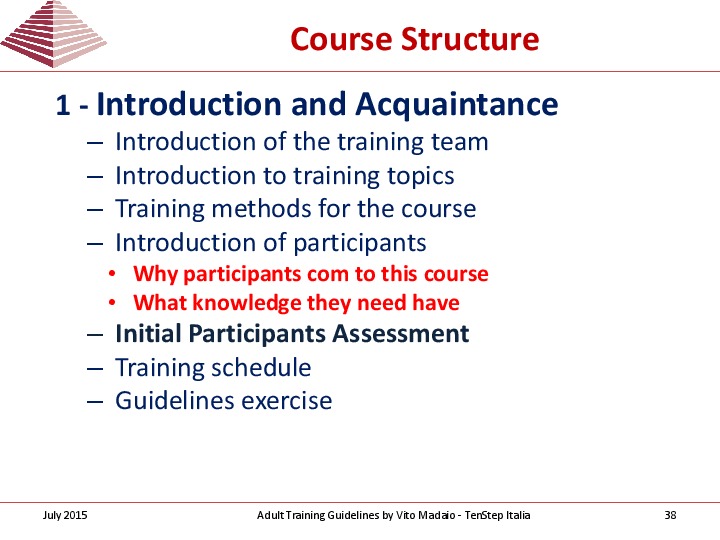 Course Structure
1 - Introduction and Acquaintance
– Introduction of the training team
– Introduction to training topics
– Training methods for the course
– Introduction of participants
• Why participants com to this course
• What knowledge they need have
– Initial Participants Assessment
– Training schedule
– Guidelines exercise
July 2015 Adult Training Guidelines by Vito Madaio - TenStep Italia 38